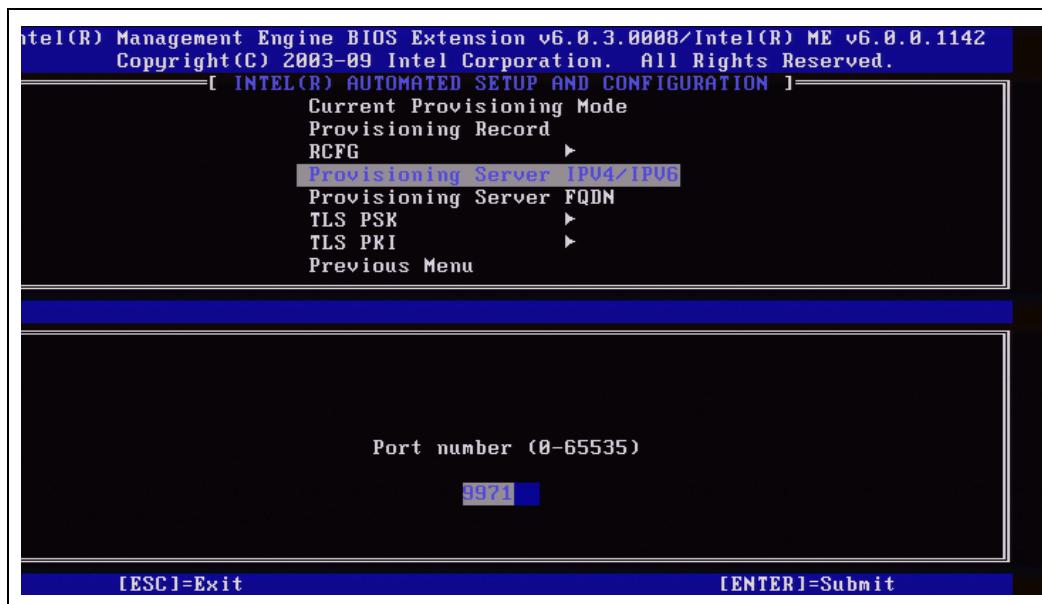 ntel(R) Management Engine BIOS Extension v6.0.3.0008/Intel(R) ME v6.0.0.1142
Copyright(C) 2003-09 Intel Corporation. All Rights Reserved.
[ INTEL(R) AUTOMATED SETUP AND CONFIGURATION ]
Current Provisioning Mode
Provisioning Record
RCFG
Provisioning Server IPV4/IPV6
Provisioning Server FQDN
TLS PSK
TLS PKI
Previous Menu
Port number (0-65535)
9971
[ESC]=Exit [ENTER]=Submit